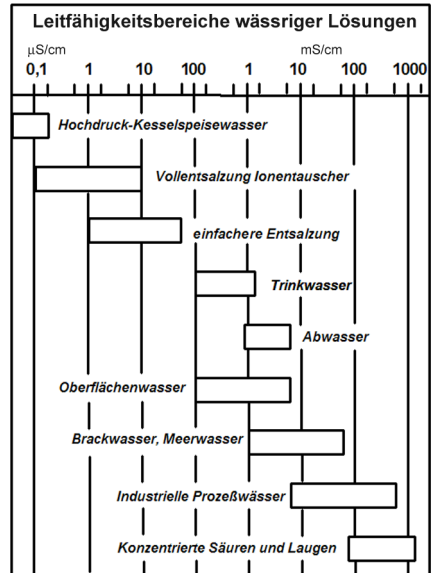 Leitfähigkeitsbereiche wässriger Lösungen
µS/cm mS/cm
0,1 1 10 100 1 10 100 1000
Hochdruck-Kesselspeisewasser
Vollentsalzung Ionentauscher
einfachere Entsalzung
Trinkwasser
Abwasser
Oberflächenwasser
Brackwasser, Meerwasser
Industrielle Prozeßwässer
Konzentrierte Säuren und Laugen